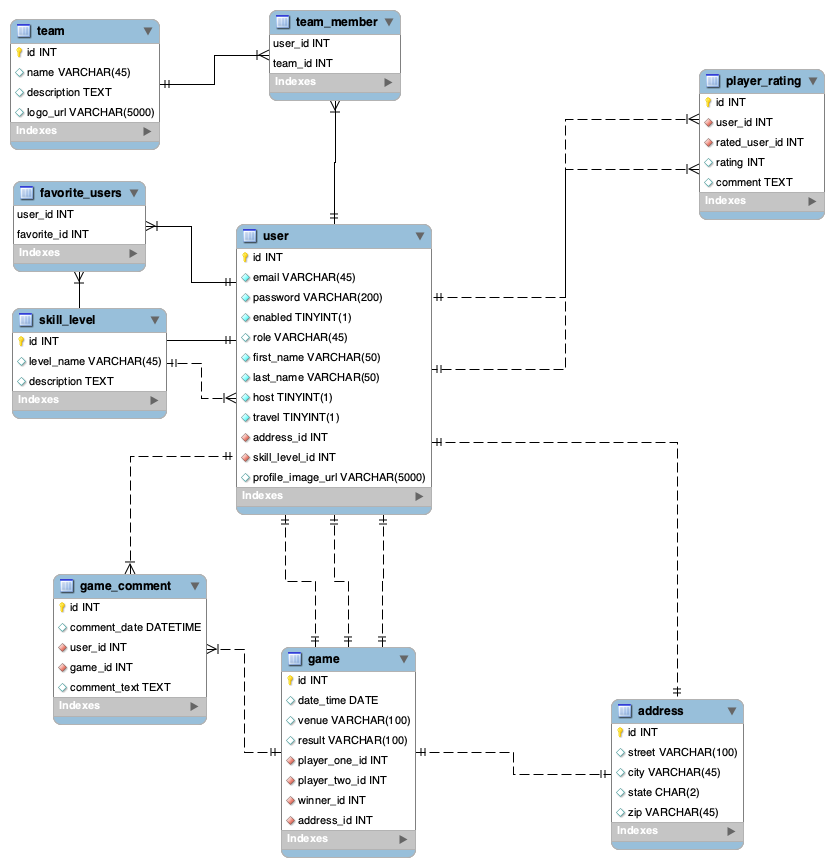 team
id INT
name VARCHAR(45)
description TEXT
logo_url VARCHAR(5000)
Indexes
team_member
user_id INT
team_id INT
Indexes
player_rating
id INT
user_id INT
rated_user_id INT
rating INT
comment TEXT
Indexes
favorite_users
user_id INT
favorite_id INT
Indexes
user
id INT
email VARCHAR(45)
password VARCHAR(200)
enabled TINYINT(1)
role VARCHAR(45)
first_name VARCHAR(50)
last_name VARCHAR(50)
host TINYINT(1)
travel TINYINT(1)
address_id INT
skill_level_id INT
profile_image_url VARCHAR(5000)
Indexes
skill_level
id INT
level_name VARCHAR(45)
description TEXT
Indexes
game_comment
id INT
comment_date DATETIME
user_id INT
game_id INT
comment_text TEXT
Indexes
game
id INT
date_time DATE
venue VARCHAR(100)
result VARCHAR(100)
player_one_id INT
player_two_id INT
winner_id INT
address_id INT
Indexes
address
id INT
street VARCHAR(100)
city VARCHAR(45)
state CHAR(2)
zip VARCHAR(45)
Indexes